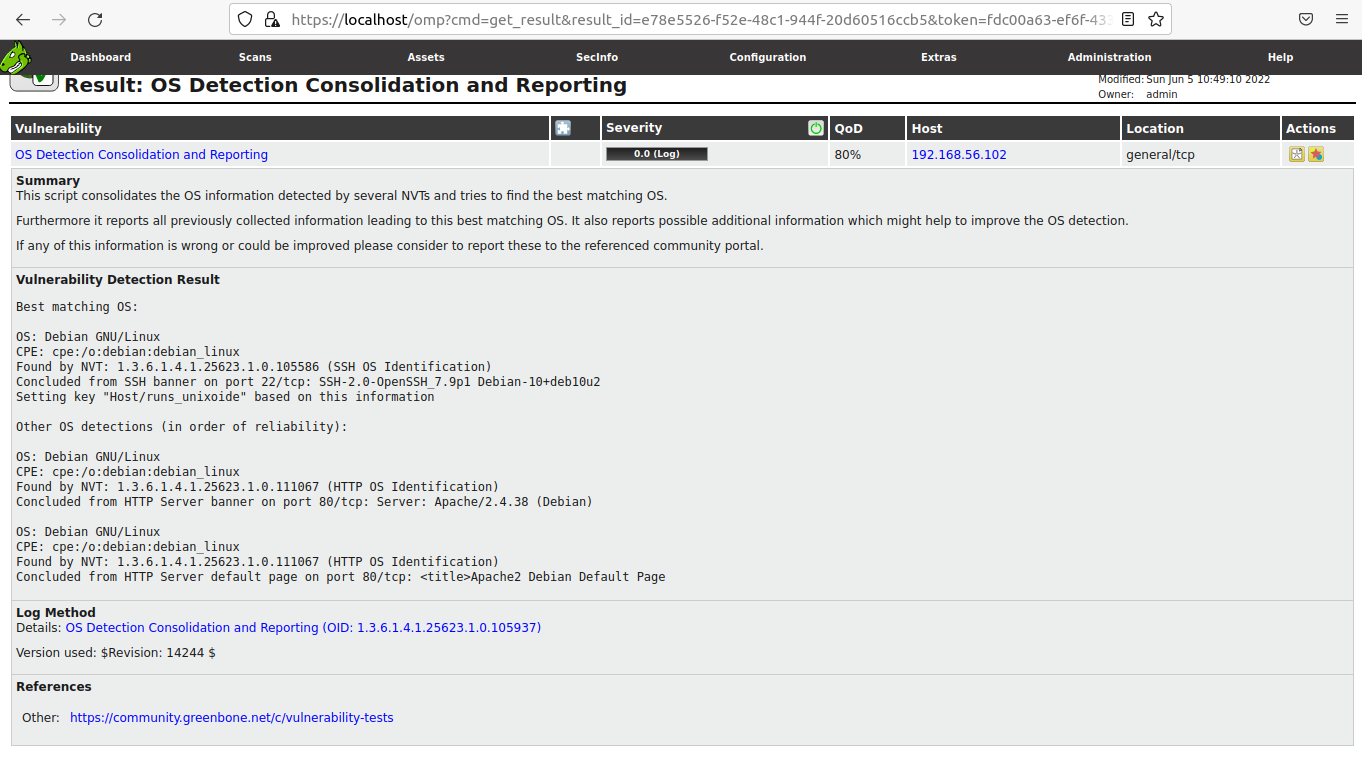 https://localhost/omp?cmd=get_result&result_id=e78e5526-f52e-48c1-944f-20d60516ccb5&token=fdc00a63-ef6f-433
Dashboard Scans Assets SecInfo Configuration Extras Administration Help
Result: OS Detection Consolidation and Reporting
Modified: Sun Jun 5 10:49:10 2022
Owner: admin
Vulnerability Severity QoD Host Location Actions
OS Detection Consolidation and Reporting 0.0 (Log) 80% 192.168.56.102 general/tcp
Summary
This script consolidates the OS information detected by several NVTs and tries to find the best matching OS.
Furthermore it reports all previously collected information leading to this best matching OS. It also reports possible additional information which might help to improve the OS detection.
If any of this information is wrong or could be improved please consider to report these to the referenced community portal.
Vulnerability Detection Result
Best matching OS:
OS: Debian GNU/Linux
CPE: cpe:/o:debian:debian_linux
Found by NVT: 1.3.6.1.4.1.25623.1.0.105586 (SSH OS Identification)
Concluded from SSH banner on port 22/tcp: SSH-2.0-OpenSSH_7.9p1 Debian-10+deb10u2
Setting key "Host/runs_unixoide" based on this information
Other OS detections (in order of reliability):
OS: Debian GNU/Linux
CPE: cpe:/o:debian:debian_linux
Found by NVT: 1.3.6.1.4.1.25623.1.0.111067 (HTTP OS Identification)
Concluded from HTTP Server banner on port 80/tcp: Server: Apache/2.4.38 (Debian)
OS: Debian GNU/Linux
CPE: cpe:/o:debian:debian_linux
Found by NVT: 1.3.6.1.4.1.25623.1.0.111067 (HTTP OS Identification)
Concluded from HTTP Server default page on port 80/tcp: <title>Apache2 Debian Default Page
Log Method
Details: OS Detection Consolidation and Reporting (OID: 1.3.6.1.4.1.25623.1.0.105937)
Version used: $Revision: 14244 $
References
Other: https://community.greenbone.net/c/vulnerability-tests